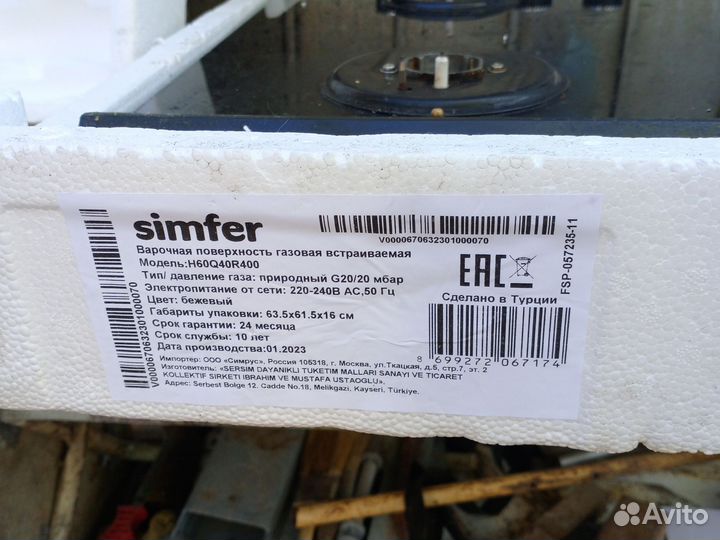 simfer
V0000670632301000070
Варочная поверхность газовая встраиваемая
Модель:H60Q40R400
Тип/ давление газа: природный G20/20 мбар
Электропитание от сети: 220-240В AC,50 Гц
Цвет: бежевый
Габариты упаковки: 63.5x61.5x16 см
Срок гарантии: 24 месяца
Срок службы: 10 лет
Дата производства:01.2023
Импортер: ООО «Симрус», Россия 105318, г. Москва, ул.Ткацкая, д.5, стр.7, эт. 2
Изготовитель: «SERSIM DAYANIKLI TUKETIM MALLARI SANAYI VE TICARET
KOLLEKTIF SIRKETI IBRAHIM VE MUSTAFA USTAOGLU».
Адрес: Serbest Bolge 12. Cadde No.18, Melikgazi, Kayseri, Türkiye.
V0000670632301000070
EAC
Сделано в Турции
8 699272 067174
FSP-057235-11
Avito